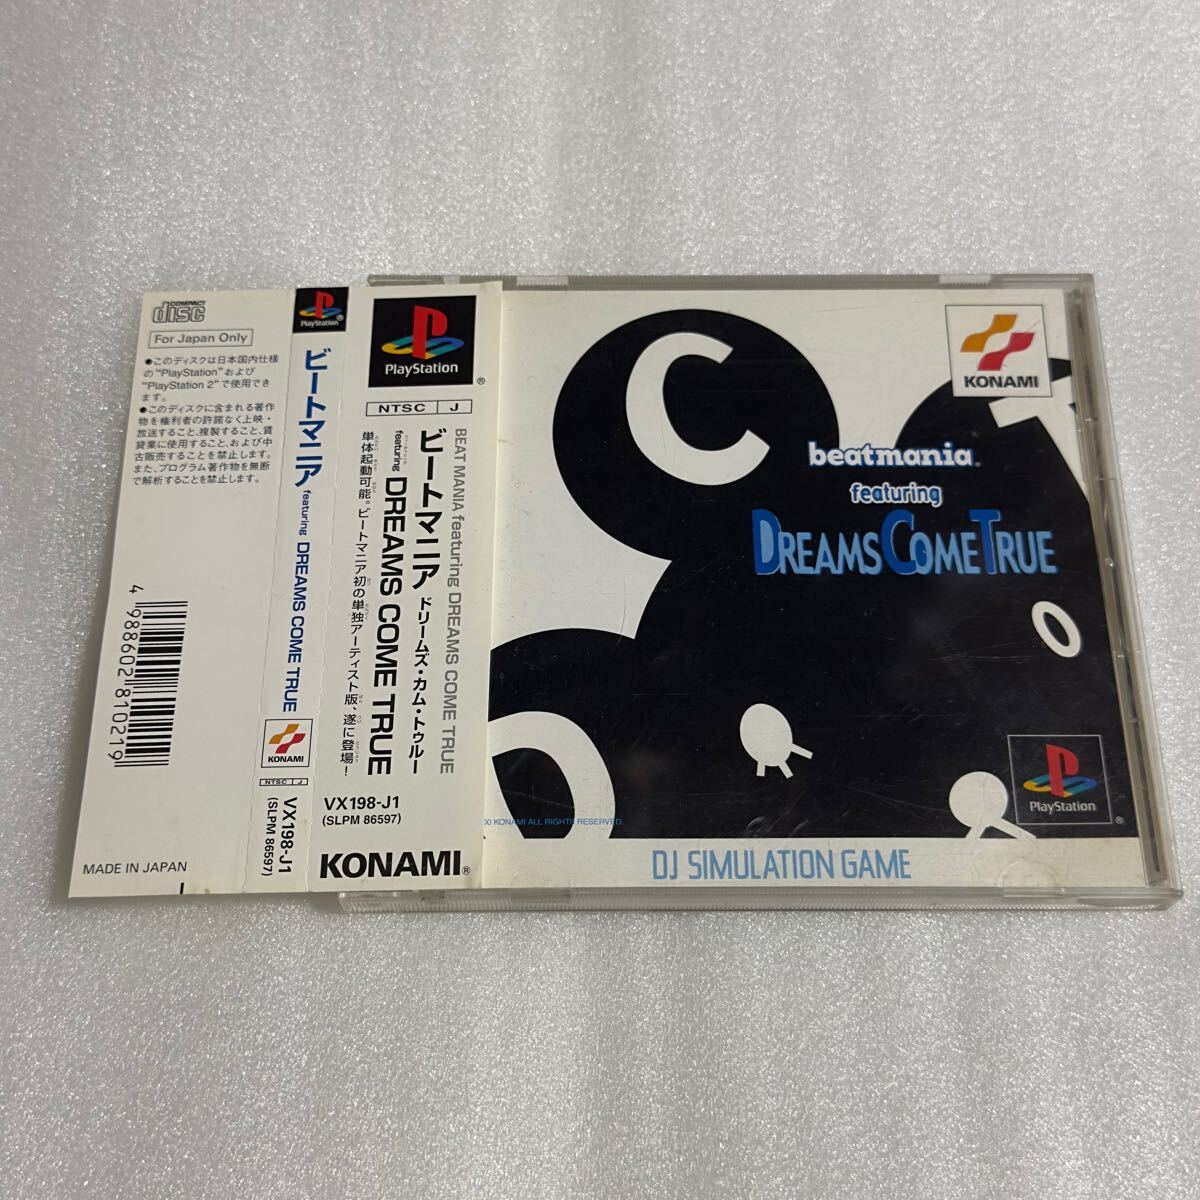 COMPACT
disc
For Japan Only
●このディスクは日本国内仕様
の"PlayStation"および
"PlayStation 2"で使用でき
ます。
●このディスクに含まれる著作
物を権利者の許諾なく上映・
放送すること、複製すること、賃
貸業に使用すること、および中
古販売することを禁止します。
また、プログラム著作物を無断
で解析することを禁止します。
4 988602 810219
MADE IN JAPAN
PlayStation
ビートマニア featuring DREAMS COME TRUE
KONAMI
NTSC J
VX198-J1
(SLPM 86597)
PlayStation
®
NTSC J
BEAT MANIA featuring DREAMS COME TRUE
ビートマニア ドリームズ・カム・トゥルー
featuring DREAMS COME TRUE
単体起動可能。ビートマニア初の単独アーティスト版、遂に登場!
VX198-J1
(SLPM 86597)
KONAMI®
C
KONAMI
T
beatmania
featuring
DREAMS COME TRUE
O
D
PlayStation
®
00 KONAMI ALL RIGHTS RESERVED.
DJ SIMULATION GAME